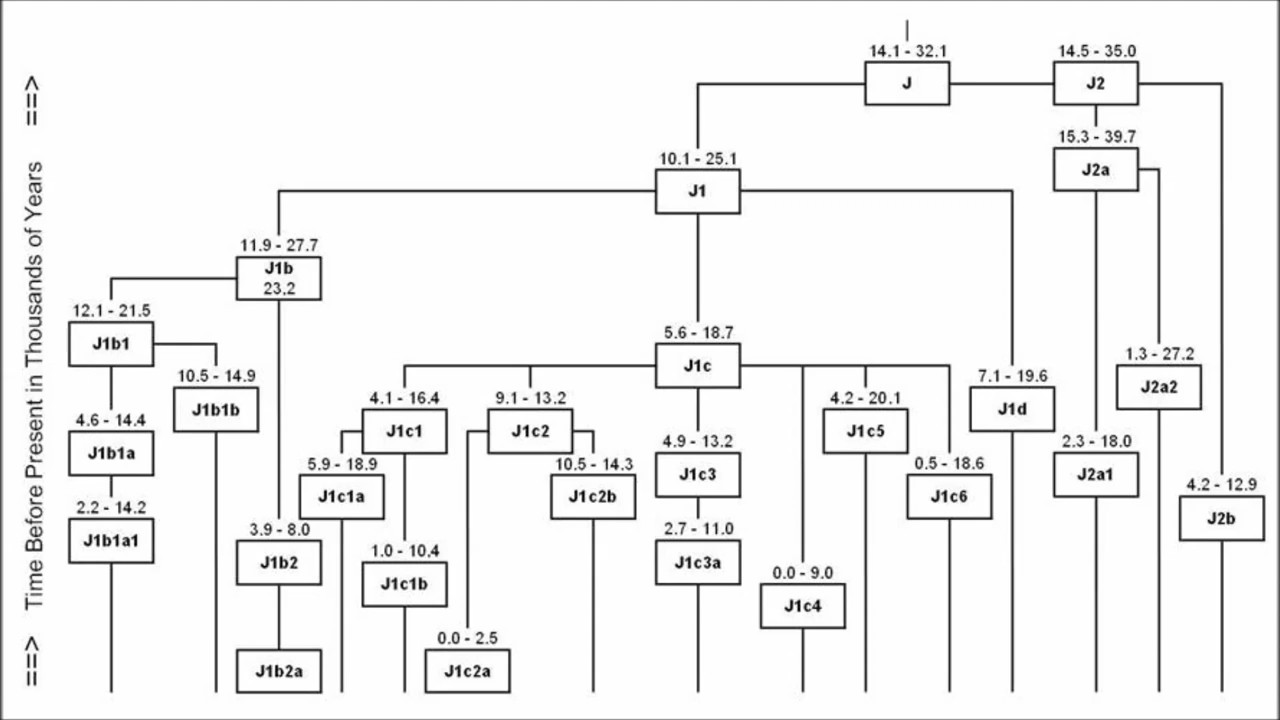 14.1 - 32.1
14.5 - 35.0
J
J2
15.3 - 39.7
J2a
10.1 - 25.1
J1
11.9 - 27.7
J1b
23.2
12.1 - 21.5
J1b1
5.6 - 18.7
J1c
1.3 - 27.2
J2a2
10.5 - 14.9
J1b1b
7.1 - 19.6
J1d
4.1 - 16.4
J1c1
9.1 - 13.2
J1c2
4.2 - 20.1
J1c5
4.6 - 14.4
J1b1a
4.9 - 13.2
J1c3
2.3 - 18.0
J2a1
5.9 - 18.9
J1c1a
10.5 - 14.3
J1c2b
0.5 - 18.6
J1c6
4.2 - 12.9
J2b
2.2 - 14.2
J1b1a1
3.9 - 8.0
J1b2
2.7 - 11.0
J1c3a
1.0 - 10.4
J1c1b
0.0 - 9.0
J1c4
0.0 - 2.5
J1c2a
J1b2a
==> Time Before Present in Thousands of Years ==>